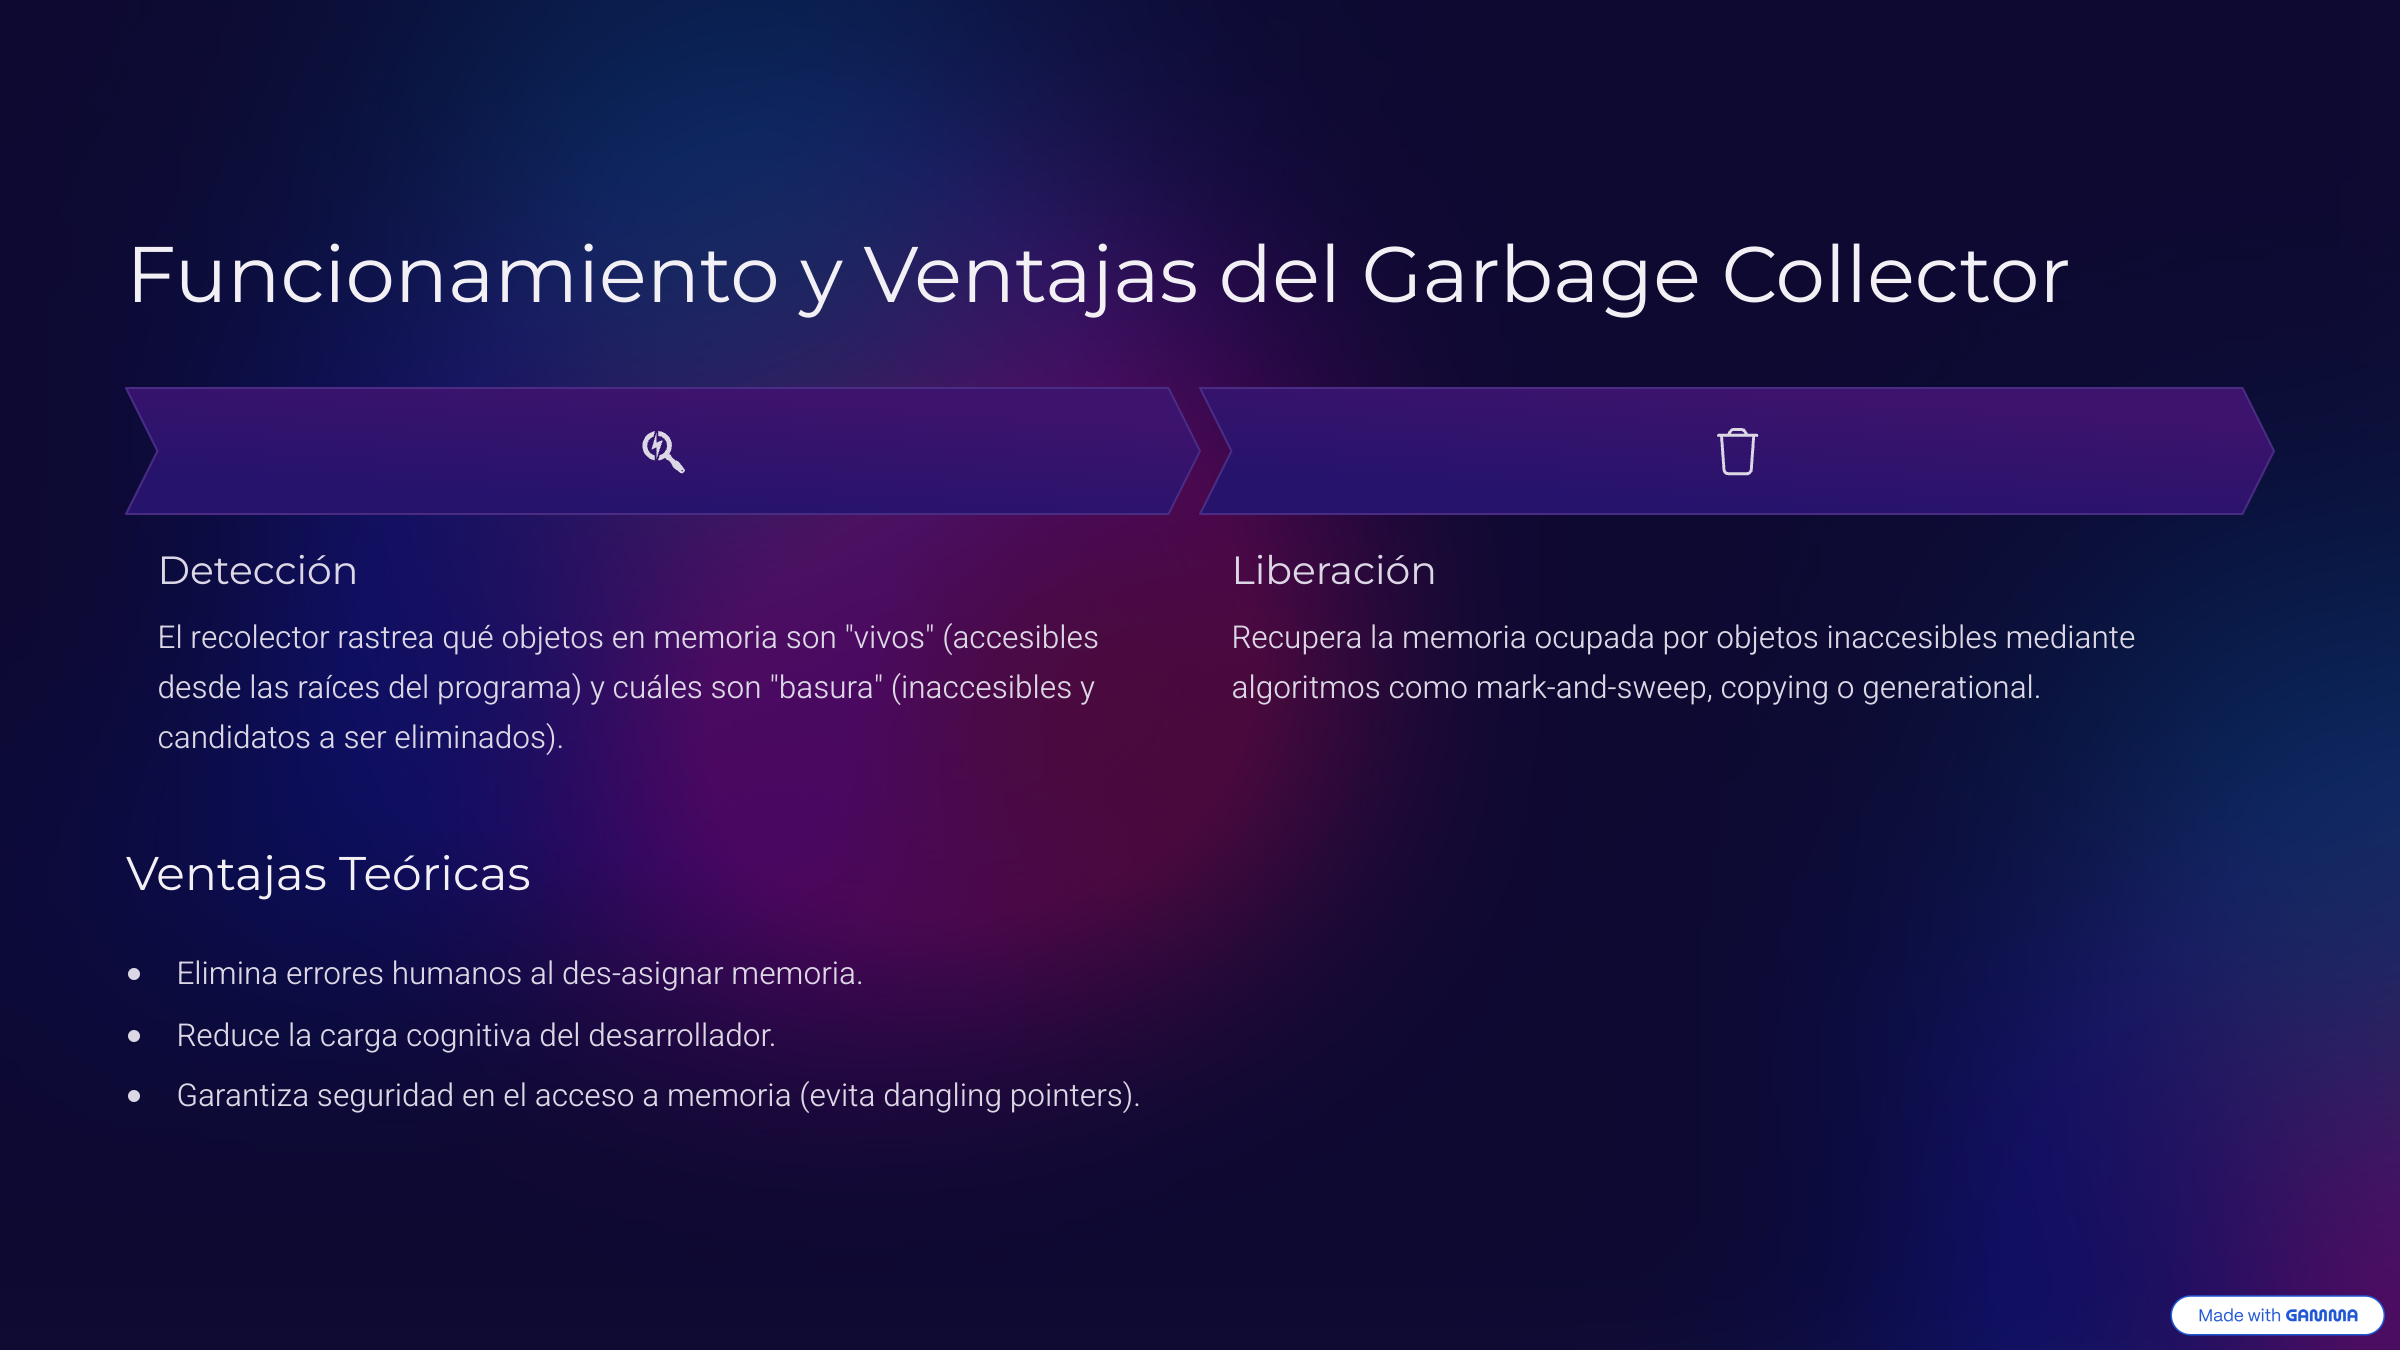 Funcionamiento y Ventajas del Garbage Collector
Detección
El recolector rastrea qué objetos en memoria son "vivos" (accesibles
desde las raíces del programa) y cuáles son "basura" (inaccesibles y
candidatos a ser eliminados).
Liberación
Recupera la memoria ocupada por objetos inaccesibles mediante
algoritmos como mark-and-sweep, copying o generational.
Ventajas Teóricas
• Elimina errores humanos al des-asignar memoria.
• Reduce la carga cognitiva del desarrollador.
• Garantiza seguridad en el acceso a memoria (evita dangling pointers).
Made with GAMMA